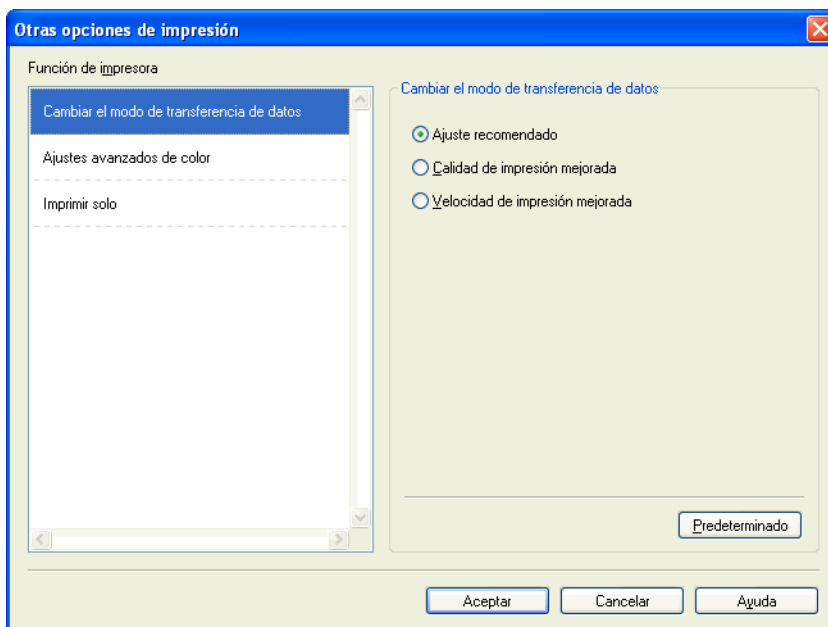 Otras opciones de impresión
Función de impresora
Cambiar el modo de transferencia de datos
Ajustes avanzados de color
Imprimir solo
Cambiar el modo de transferencia de datos
Ajuste recomendado
Calidad de impresión mejorada
Velocidad de impresión mejorada
Predeterminado
Aceptar
Cancelar
Ayuda